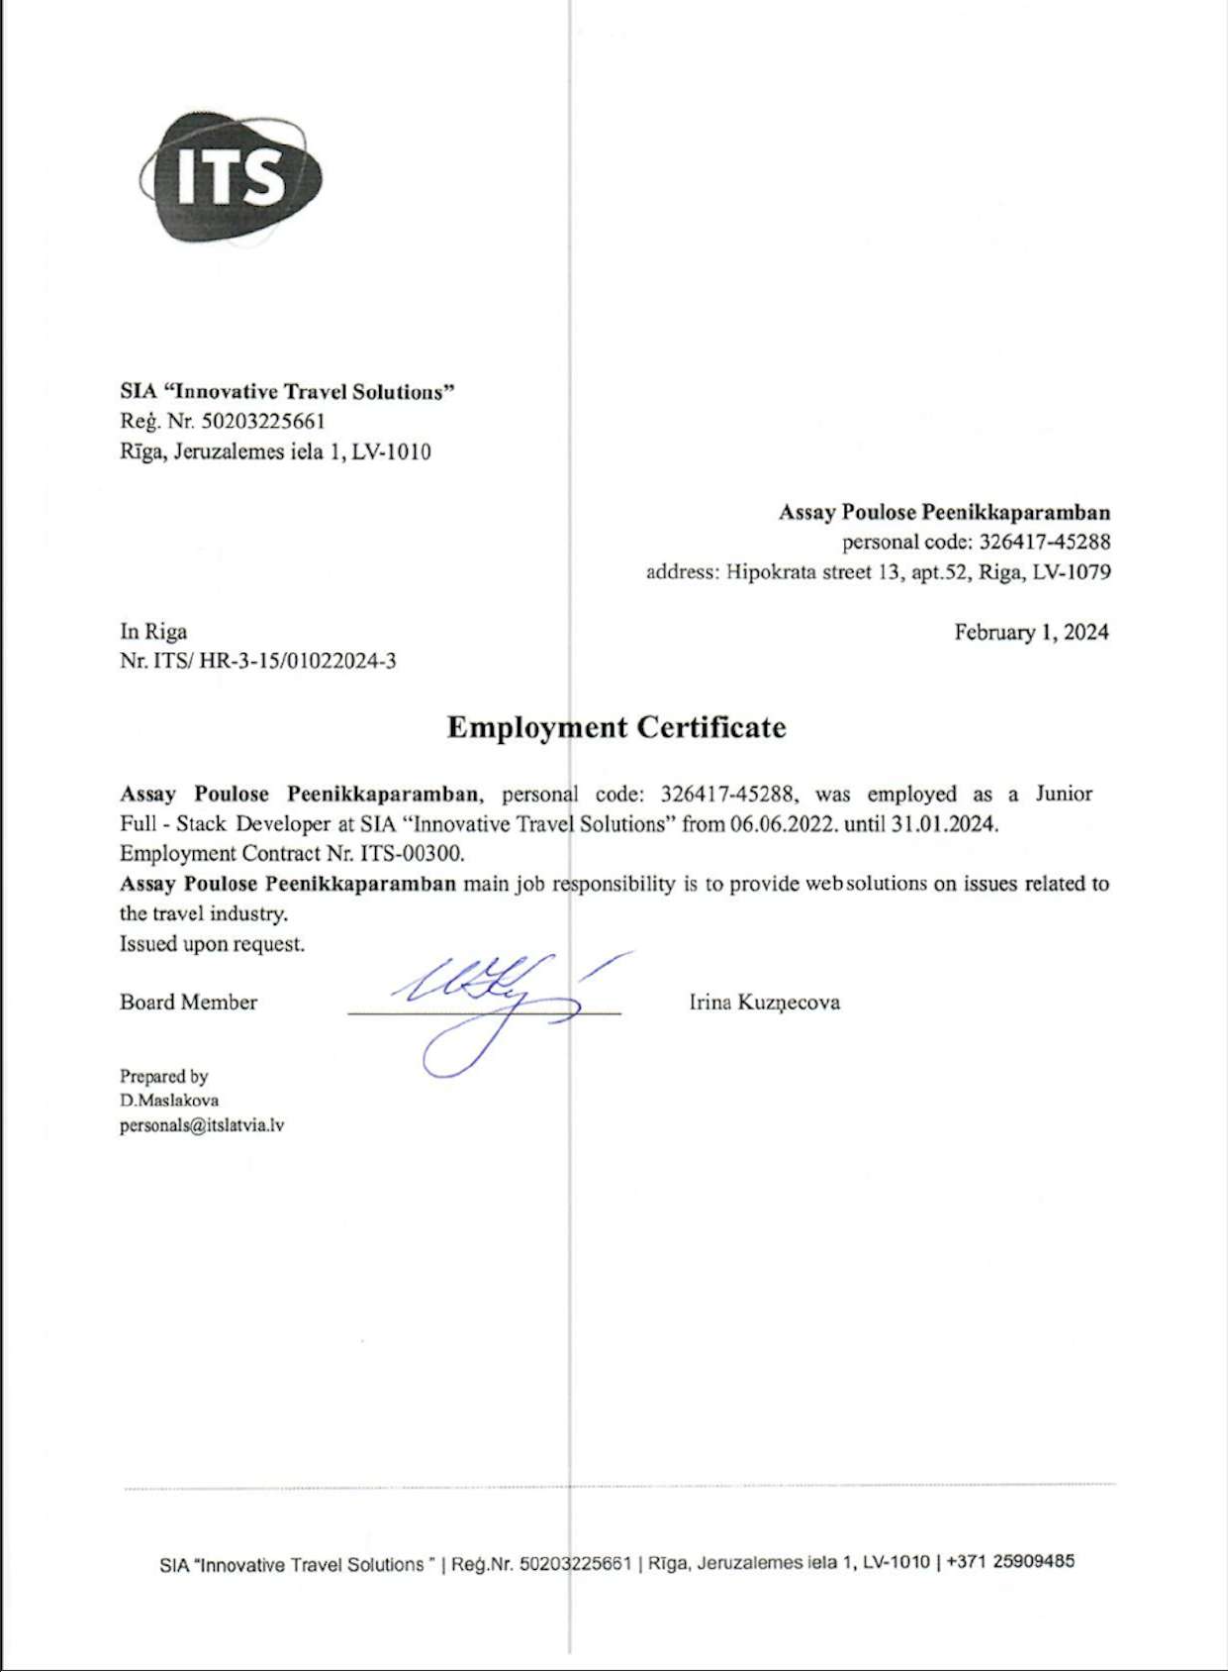 ITS
SIA “Innovative Travel Solutions”
Reģ. Nr. 50203225661
Rīga, Jeruzalemes iela 1, LV-1010
Assay Poulose Peenikkaparamban
personal code: 326417-45288
address: Hipokrata street 13, apt.52, Riga, LV-1079
In Riga
February 1, 2024
Nr. ITS/ HR-3-15/01022024-3
Employment Certificate
Assay Poulose Peenikkaparamban, personal code: 326417-45288, was employed as a Junior
Full - Stack Developer at SIA “Innovative Travel Solutions” from 06.06.2022. until 31.01.2024.
Employment Contract Nr. ITS-00300.
Assay Poulose Peenikkaparamban main job responsibility is to provide web solutions on issues related to
the travel industry.
Issued upon request.
Board Member Irina Kuzņecova
Prepared by
D.Maslakova
personals@itslatvia.lv
SIA “Innovative Travel Solutions ” | Reģ.Nr. 50203225661 | Rīga, Jeruzalemes iela 1, LV-1010 | +371 25909485